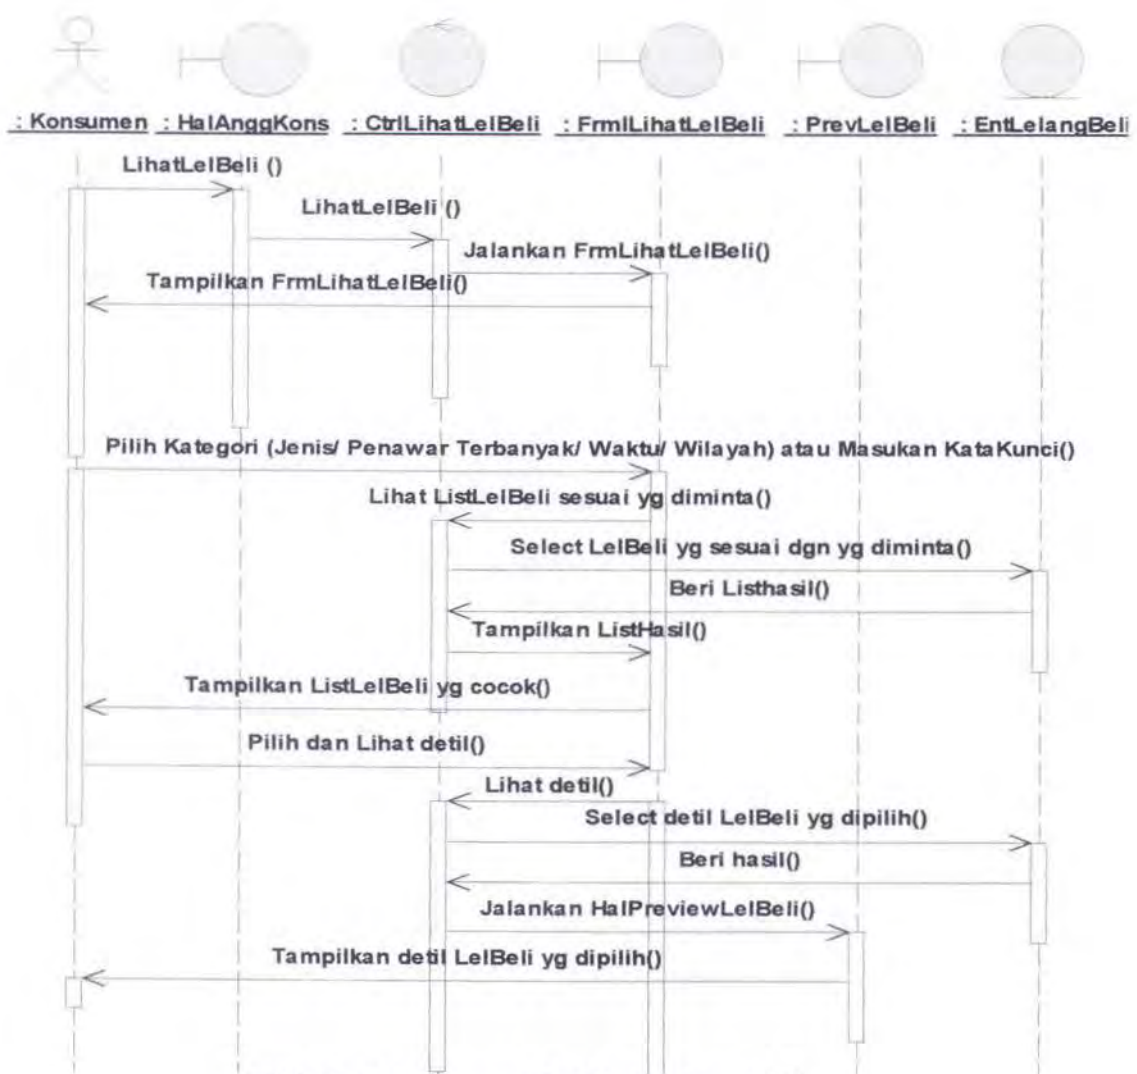 : Konsumen : HalAnggKons : CtrlLihatLelBeli : FrmlLihatLelBeli : PrevLelBeli : EntLelangBeli
LihatLelBeli ()
LihatLelBeli ()
Jalankan FrmLihatLelBeli()
Tampilkan FrmLihatLelBeli()
Pilih Kategori (Jenis/ Penawar Terbanyak/ Waktu/ Wilayah) atau Masukan KataKunci()
Lihat ListLelBeli sesuai yg diminta()
Select LelBeli yg sesuai dgn yg diminta()
Beri Listhasil()
Tampilkan ListHasil()
Tampilkan ListLelBeli yg cocok()
Pilih dan Lihat detil()
Lihat detil()
Select detil LelBeli yg dipilih()
Beri hasil()
Jalankan HalPreviewLelBeli()
Tampilkan detil LelBeli yg dipilih()